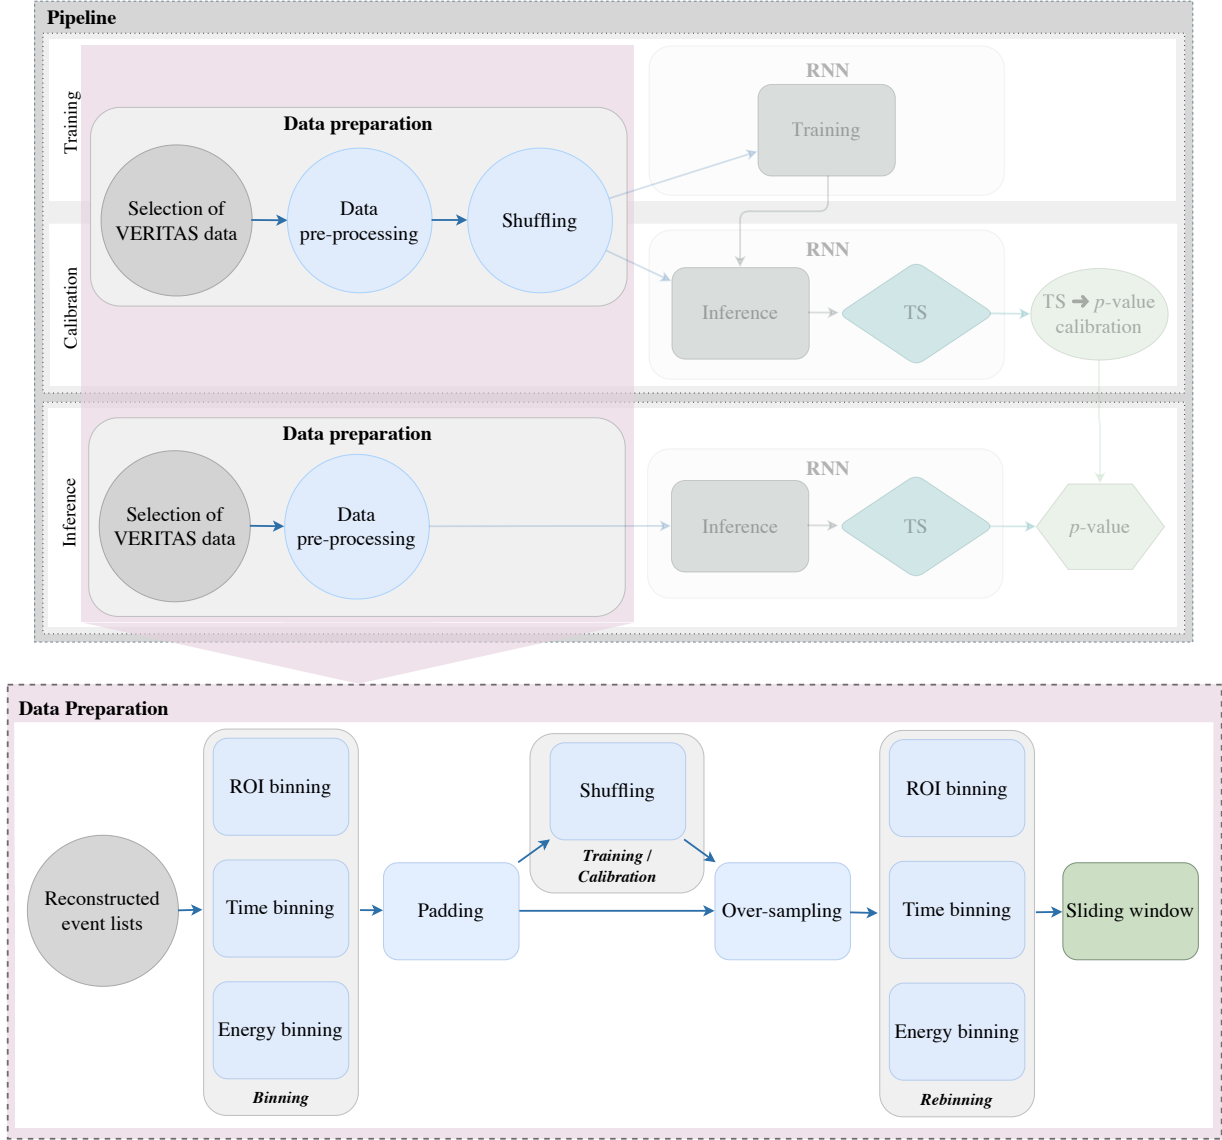 Pipeline
Training
Data preparation
Selection of
VERITAS data
Data
pre-processing
Shuffling
RNN
Training
Calibration
RNN
Inference
TS
TS ➜ p-value
calibration
Inference
Data preparation
Selection of
VERITAS data
Data
pre-processing
RNN
Inference
TS
p-value
Data Preparation
Reconstructed
event lists
ROI binning
Time binning
Energy binning
Binning
Padding
Shuffling
Training /
Calibration
Over-sampling
ROI binning
Time binning
Energy binning
Rebinning
Sliding window